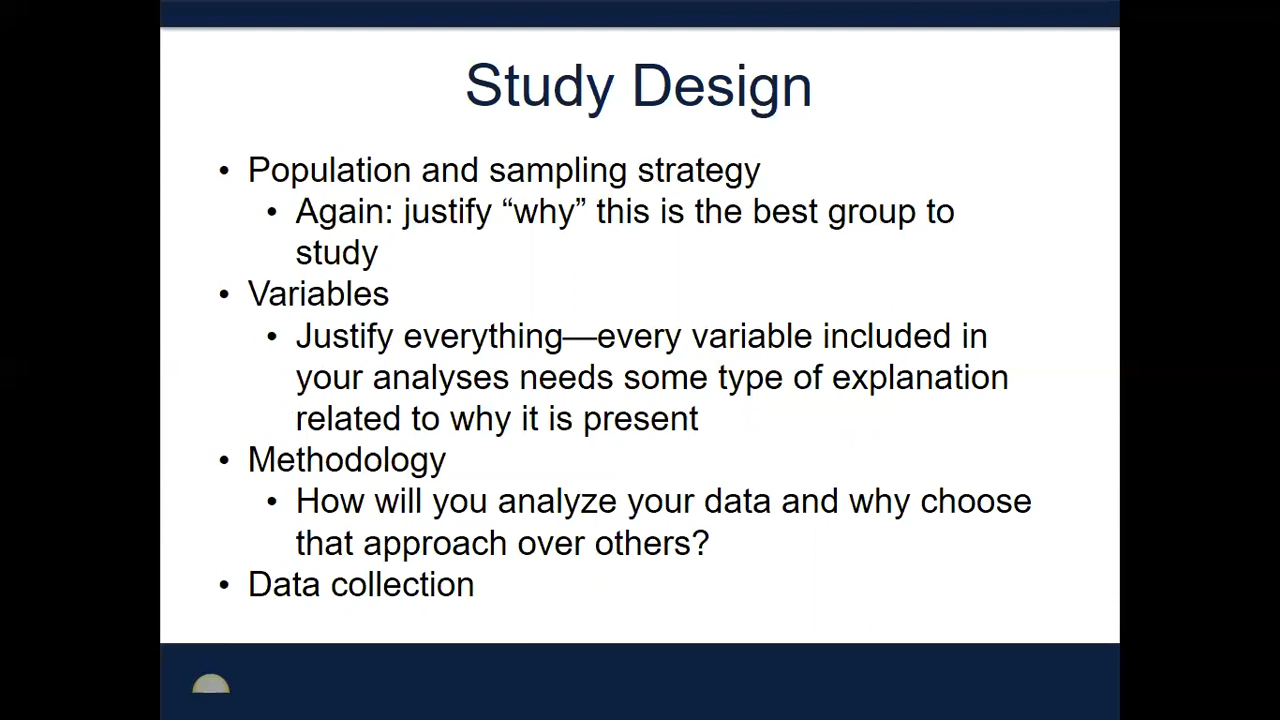 Study Design
• Population and sampling strategy
• Again: justify “why” this is the best group to
study
• Variables
• Justify everything—every variable included in
your analyses needs some type of explanation
related to why it is present
• Methodology
• How will you analyze your data and why choose
that approach over others?
• Data collection